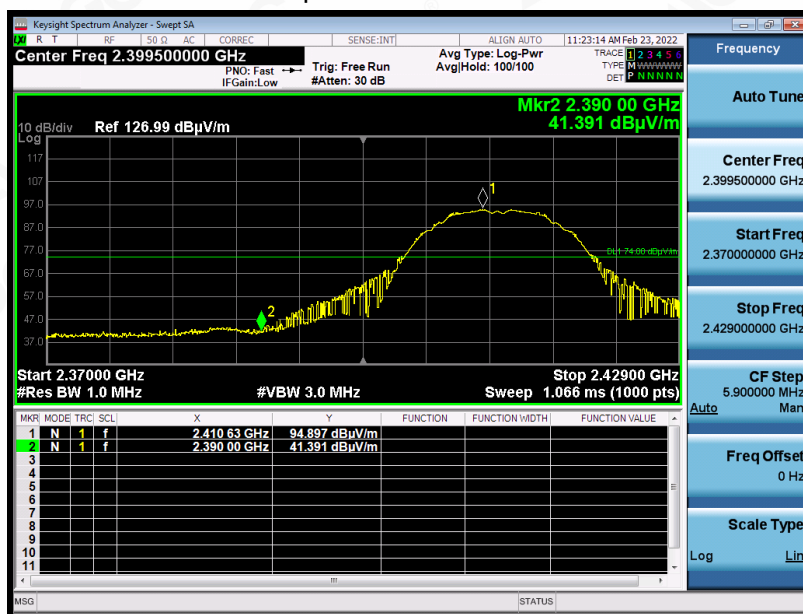 Keysight Spectrum Analyzer - Swept SA
LXI R T RF 50 Ω AC CORREC SENSE:INT ALIGN AUTO 11:23:14 AM Feb 23, 2022
Center Freq 2.399500000 GHz
PNO: Fast
IFGain:Low
Trig: Free Run
#Atten: 30 dB
Avg Type: Log-Pwr
Avg|Hold: 100/100
TRACE 1 2 3 4 5 6
TYPE M WWWWW
DET P N N N N N
Mkr2 2.390 00 GHz
41.391 dBµV/m
10 dB/div Ref 126.99 dBµV/m
Log
117
107
97.0
87.0
77.0
67.0
57.0
47.0
37.0
1
2
DL1 74.00 dBµV/m
Start 2.37000 GHz Stop 2.42900 GHz
#Res BW 1.0 MHz #VBW 3.0 MHz Sweep 1.066 ms (1000 pts)
MKR MODE TRC SCL X Y FUNCTION FUNCTION WIDTH FUNCTION VALUE
1 N 1 f 2.410 63 GHz 94.897 dBµV/m
2 N 1 f 2.390 00 GHz 41.391 dBµV/m
3
4
5
6
7
8
9
10
11
MSG STATUS
Frequency
Auto Tune
Center Freq
2.399500000 GHz
Start Freq
2.370000000 GHz
Stop Freq
2.429000000 GHz
CF Step
5.900000 MHz
Auto Man
Freq Offset
0 Hz
Scale Type
Log Lin